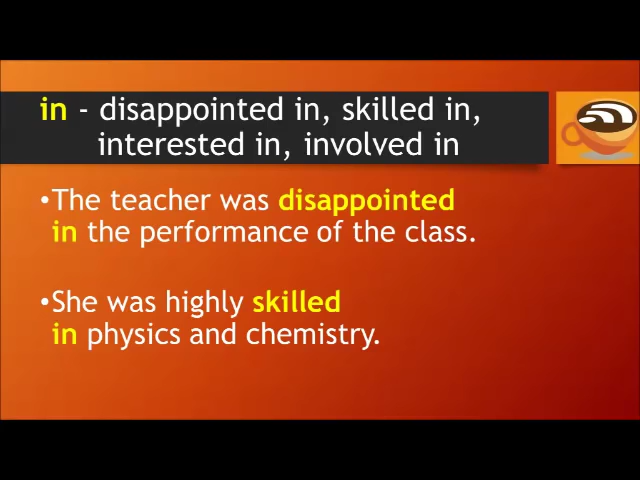 in - disappointed in, skilled in,
interested in, involved in
•The teacher was disappointed
in the performance of the class.
•She was highly skilled
in physics and chemistry.